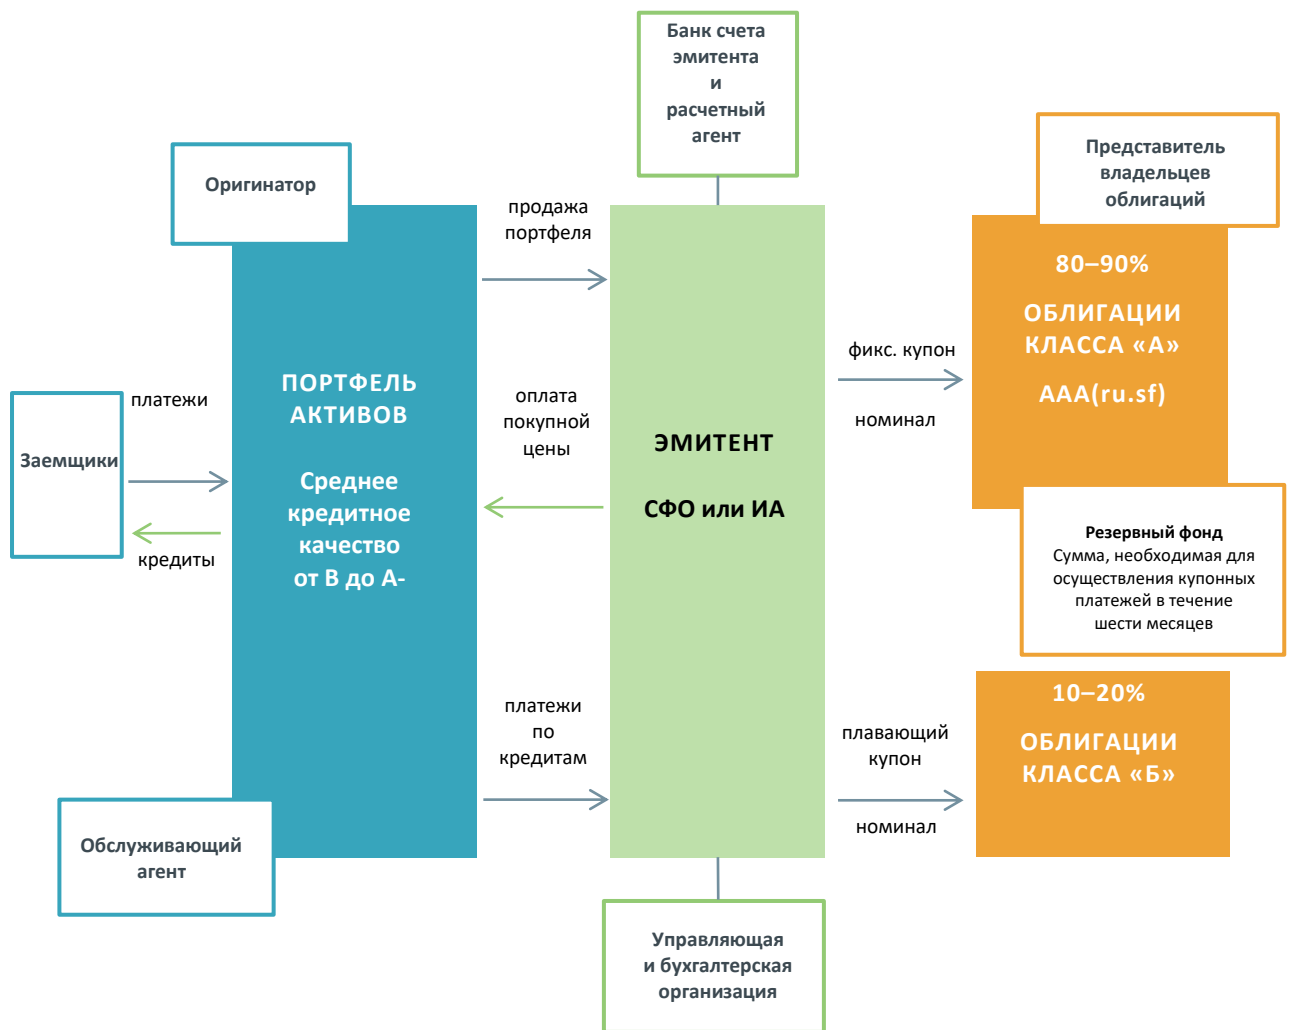 Банк счета
эмитента
и
расчетный
агент
Представитель
владельцев
облигаций
Оригинатор
продажа
портфеля
80–90%
ОБЛИГАЦИИ
КЛАССА «А»
AAA(ru.sf)
фикс. купон
номинал
ПОРТФЕЛЬ
АКТИВОВ
Среднее
кредитное
качество
от B до A-
оплата
покупной
цены
ЭМИТЕНТ
СФО или ИА
платежи
Заемщики
кредиты
Резервный фонд
Сумма, необходимая для
осуществления купонных
платежей в течение
шести месяцев
10–20%
ОБЛИГАЦИИ
КЛАССА «Б»
платежи
по
кредитам
плавающий
купон
номинал
Обслуживающий
агент
Управляющая
и бухгалтерская
организация